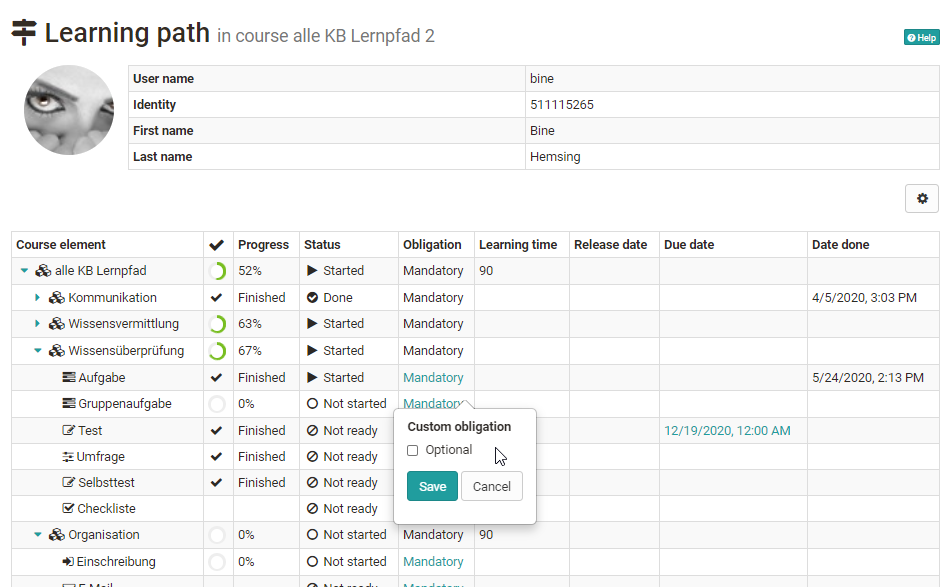 Learning path in course alle KB Lernpfad 2
Help
User name bine
Identity 511115265
First name Bine
Last name Hemsing
Course element Progress Status Obligation Learning time Release date Due date Date done
alle KB Lernpfad 52% Started Mandatory 90
Kommunikation Finished Done Mandatory 4/5/2020, 3:03 PM
Wissensvermittlung 63% Started Mandatory
Wissensüberprüfung 67% Started Mandatory
Aufgabe Finished Started Mandatory 5/24/2020, 2:13 PM
Gruppenaufgabe 0% Not started Mandatory
Test Finished Not ready 12/19/2020, 12:00 AM
Umfrage Finished Not ready
Selbsttest Finished Not ready
Checkliste Not ready
Custom obligation
Optional
Save Cancel
Organisation 0% Not started Mandatory 90
Einschreibung 0% Not started Mandatory
E-Mail Not ready Mandatory